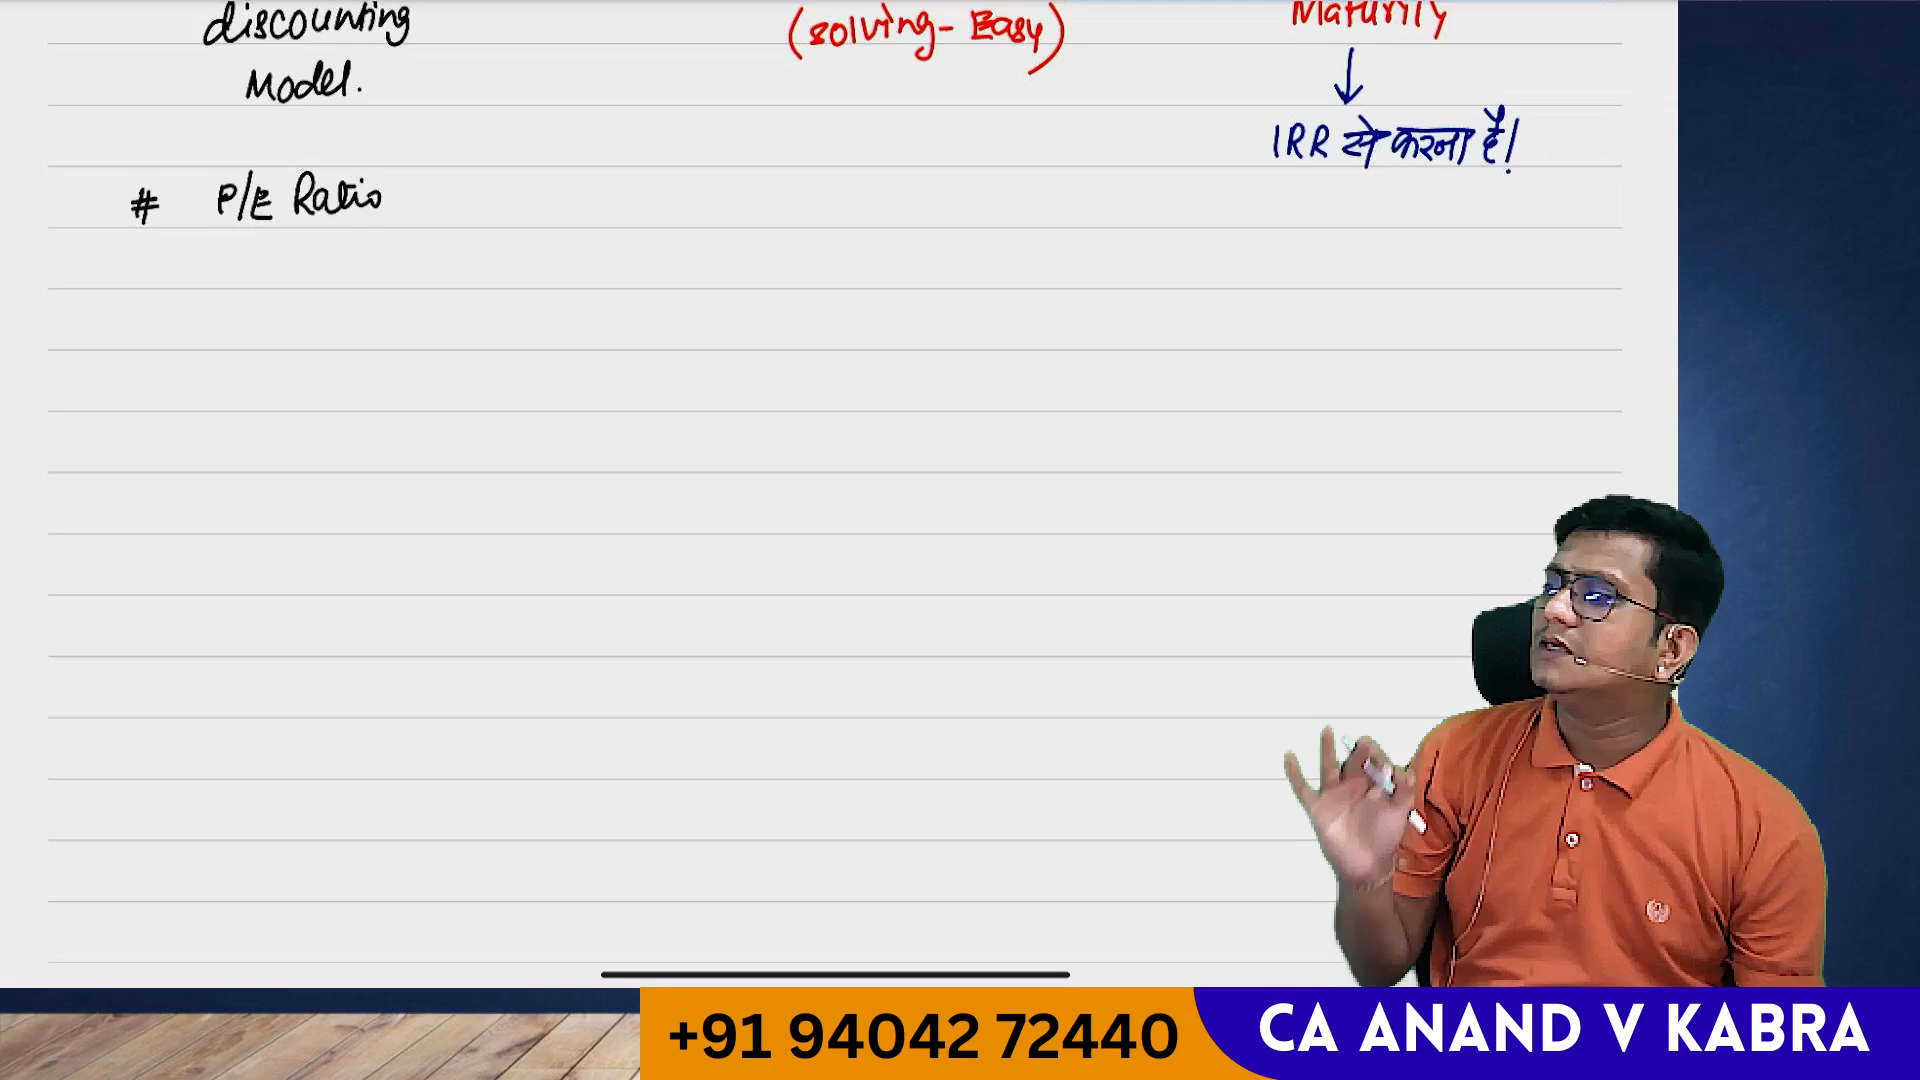 discounting
Model.
(solving- Easy)
Maturity
IRR से करना है!
# P/E Ratio
+91 94042 72440
CA ANAND V KABRA